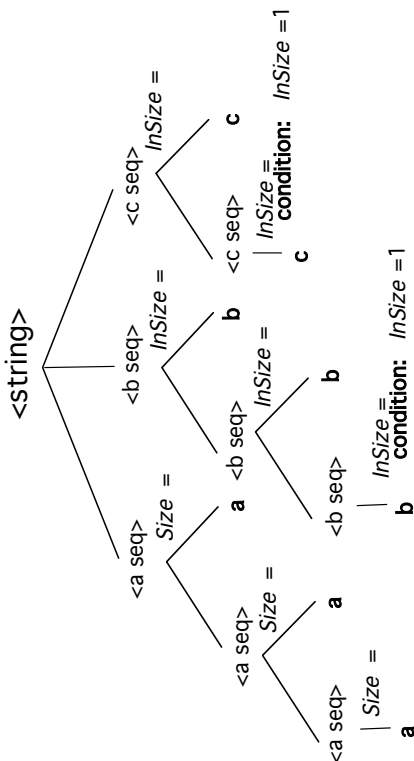 <string>
<a seq>
Size =
<b seq>
InSize =
<c seq>
InSize =
<a seq>
Size =
a
<b seq>
InSize =
b
<c seq>
InSize =
condition: InSize =1
c
<a seq>
Size =
a
<b seq>
InSize =
condition: InSize =1
b
c
a
b